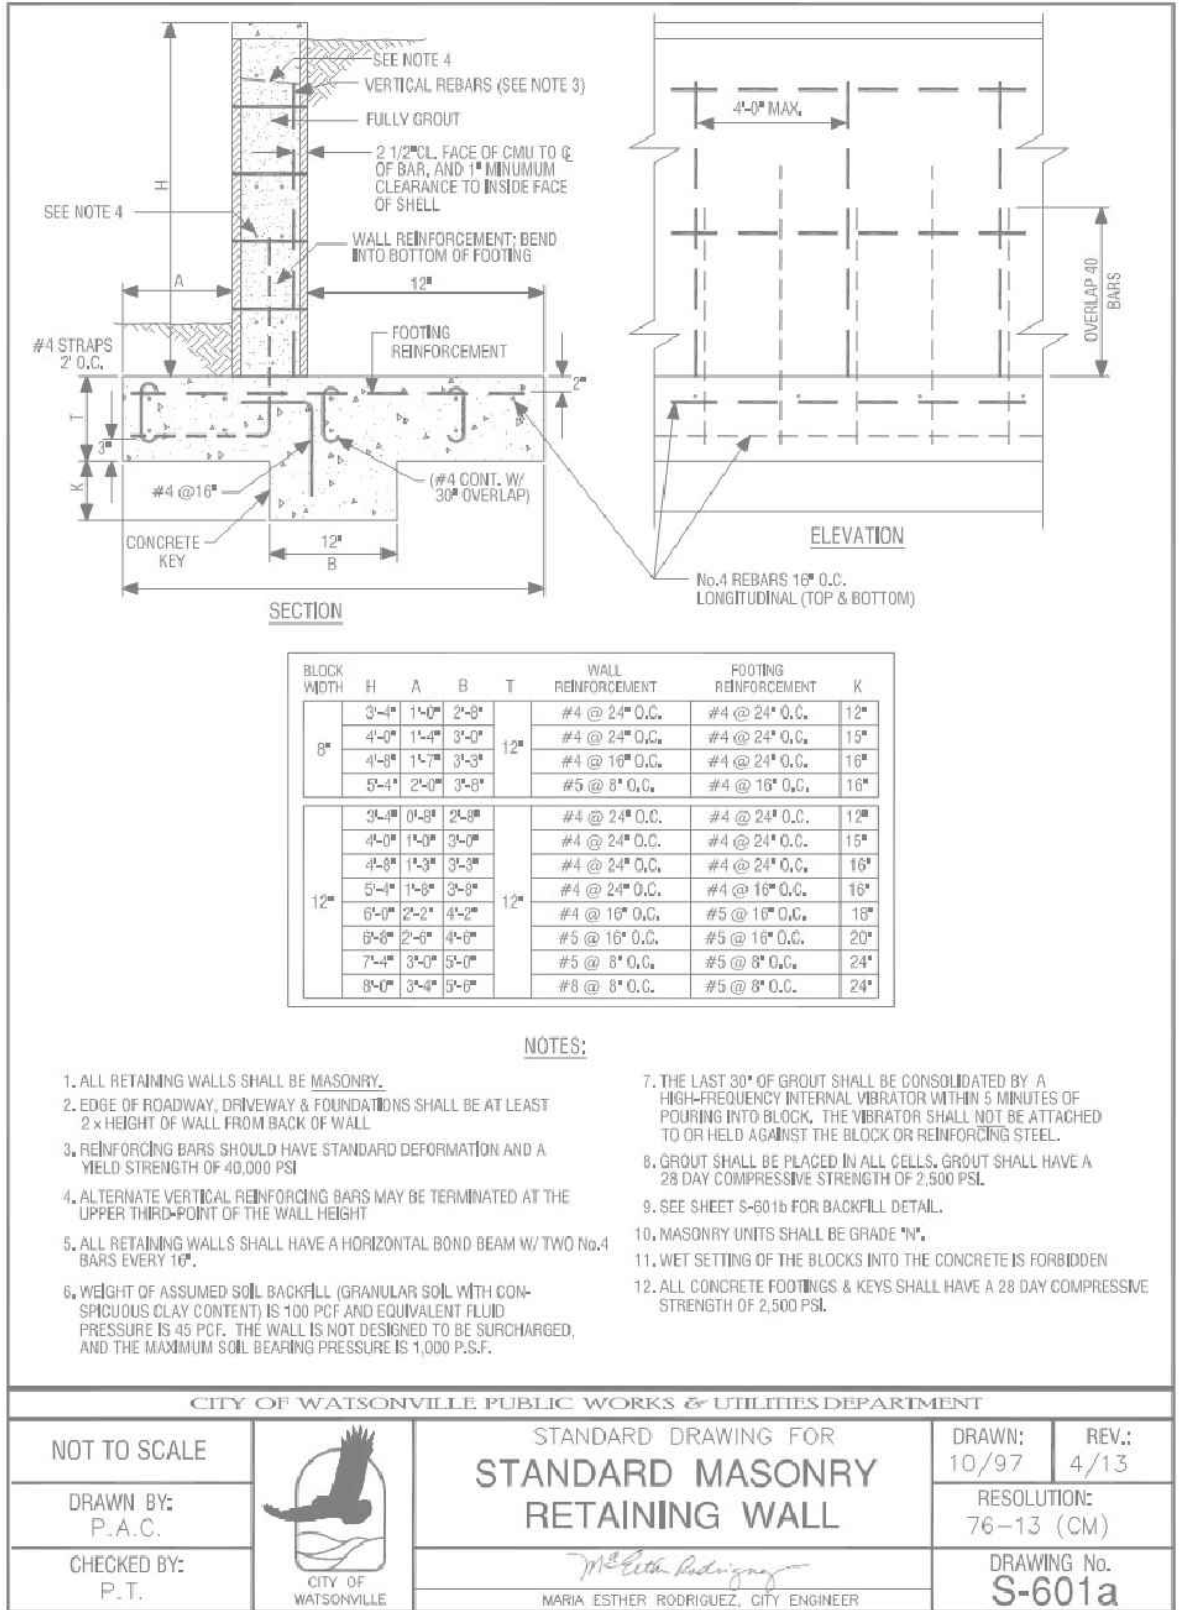 SEE NOTE 4
VERTICAL REBARS (SEE NOTE 3)
FULLY GROUT
2 1/2"CL. FACE OF CMU TO ℄
OF BAR, AND 1" MINUMUM
CLEARANCE TO INSIDE FACE
OF SHELL
H
SEE NOTE 4
WALL REINFORCEMENT; BEND
INTO BOTTOM OF FOOTING
A
12"
#4 STRAPS
2' O.C.
FOOTING
REINFORCEMENT
2"
T
3"
K
#4 @16"
(#4 CONT. W/
30" OVERLAP)
CONCRETE
KEY
12"
B
SECTION
4'-0" MAX.
OVERLAP 40
BARS
ELEVATION
No.4 REBARS 16" O.C.
LONGITUDINAL (TOP & BOTTOM)
BLOCK WIDTH H A B T WALL REINFORCEMENT FOOTING REINFORCEMENT K
8" 12"
3'-4" 1'-0" 2'-8" #4 @ 24" O.C. #4 @ 24" O.C. 12"
4'-0" 1'-4" 3'-0" #4 @ 24" O.C. #4 @ 24" O.C. 15"
4'-8" 1'-7" 3'-3" #4 @ 16" O.C. #4 @ 24" O.C. 16"
5'-4" 2'-0" 3'-8" #5 @ 8" O.C. #4 @ 16" O.C. 16"
12" 12"
3'-4" 0'-8" 2'-8" #4 @ 24" O.C. #4 @ 24" O.C. 12"
4'-0" 1'-0" 3'-0" #4 @ 24" O.C. #4 @ 24" O.C. 15"
4'-8" 1'-3" 3'-3" #4 @ 24" O.C. #4 @ 24" O.C. 16"
5'-4" 1'-8" 3'-8" #4 @ 24" O.C. #4 @ 16" O.C. 16"
6'-0" 2'-2" 4'-2" #4 @ 16" O.C. #5 @ 16" O.C. 18"
6'-8" 2'-6" 4'-6" #5 @ 16" O.C. #5 @ 16" O.C. 20"
7'-4" 3'-0" 5'-0" #5 @ 8" O.C. #5 @ 8" O.C. 24"
8'-0" 3'-4" 5'-6" #8 @ 8" O.C. #5 @ 8" O.C. 24"
NOTES:
1. ALL RETAINING WALLS SHALL BE MASONRY.
2. EDGE OF ROADWAY, DRIVEWAY & FOUNDATIONS SHALL BE AT LEAST
2 x HEIGHT OF WALL FROM BACK OF WALL
3. REINFORCING BARS SHOULD HAVE STANDARD DEFORMATION AND A
YIELD STRENGTH OF 40,000 PSI
4. ALTERNATE VERTICAL REINFORCING BARS MAY BE TERMINATED AT THE
UPPER THIRD-POINT OF THE WALL HEIGHT
5. ALL RETAINING WALLS SHALL HAVE A HORIZONTAL BOND BEAM W/ TWO No.4
BARS EVERY 16".
6. WEIGHT OF ASSUMED SOIL BACKFILL (GRANULAR SOIL WITH CON-
SPICUOUS CLAY CONTENT) IS 100 PCF AND EQUIVALENT FLUID
PRESSURE IS 45 PCF. THE WALL IS NOT DESIGNED TO BE SURCHARGED,
AND THE MAXIMUM SOIL BEARING PRESSURE IS 1,000 P.S.F.
7. THE LAST 30" OF GROUT SHALL BE CONSOLIDATED BY A
HIGH-FREQUENCY INTERNAL VIBRATOR WITHIN 5 MINUTES OF
POURING INTO BLOCK. THE VIBRATOR SHALL NOT BE ATTACHED
TO OR HELD AGAINST THE BLOCK OR REINFORCING STEEL.
8. GROUT SHALL BE PLACED IN ALL CELLS. GROUT SHALL HAVE A
28 DAY COMPRESSIVE STRENGTH OF 2,500 PSI.
9. SEE SHEET S-601b FOR BACKFILL DETAIL.
10. MASONRY UNITS SHALL BE GRADE "N".
11. WET SETTING OF THE BLOCKS INTO THE CONCRETE IS FORBIDDEN
12. ALL CONCRETE FOOTINGS & KEYS SHALL HAVE A 28 DAY COMPRESSIVE
STRENGTH OF 2,500 PSI.
CITY OF WATSONVILLE PUBLIC WORKS & UTILITIES DEPARTMENT
NOT TO SCALE
DRAWN BY:
P.A.C.
CHECKED BY:
P.T.
CITY OF
WATSONVILLE
STANDARD DRAWING FOR
STANDARD MASONRY
RETAINING WALL
Mª Esther Rodriguez
MARIA ESTHER RODRIGUEZ, CITY ENGINEER
DRAWN:
10/97
REV.:
4/13
RESOLUTION:
76-13 (CM)
DRAWING No.
S-601a